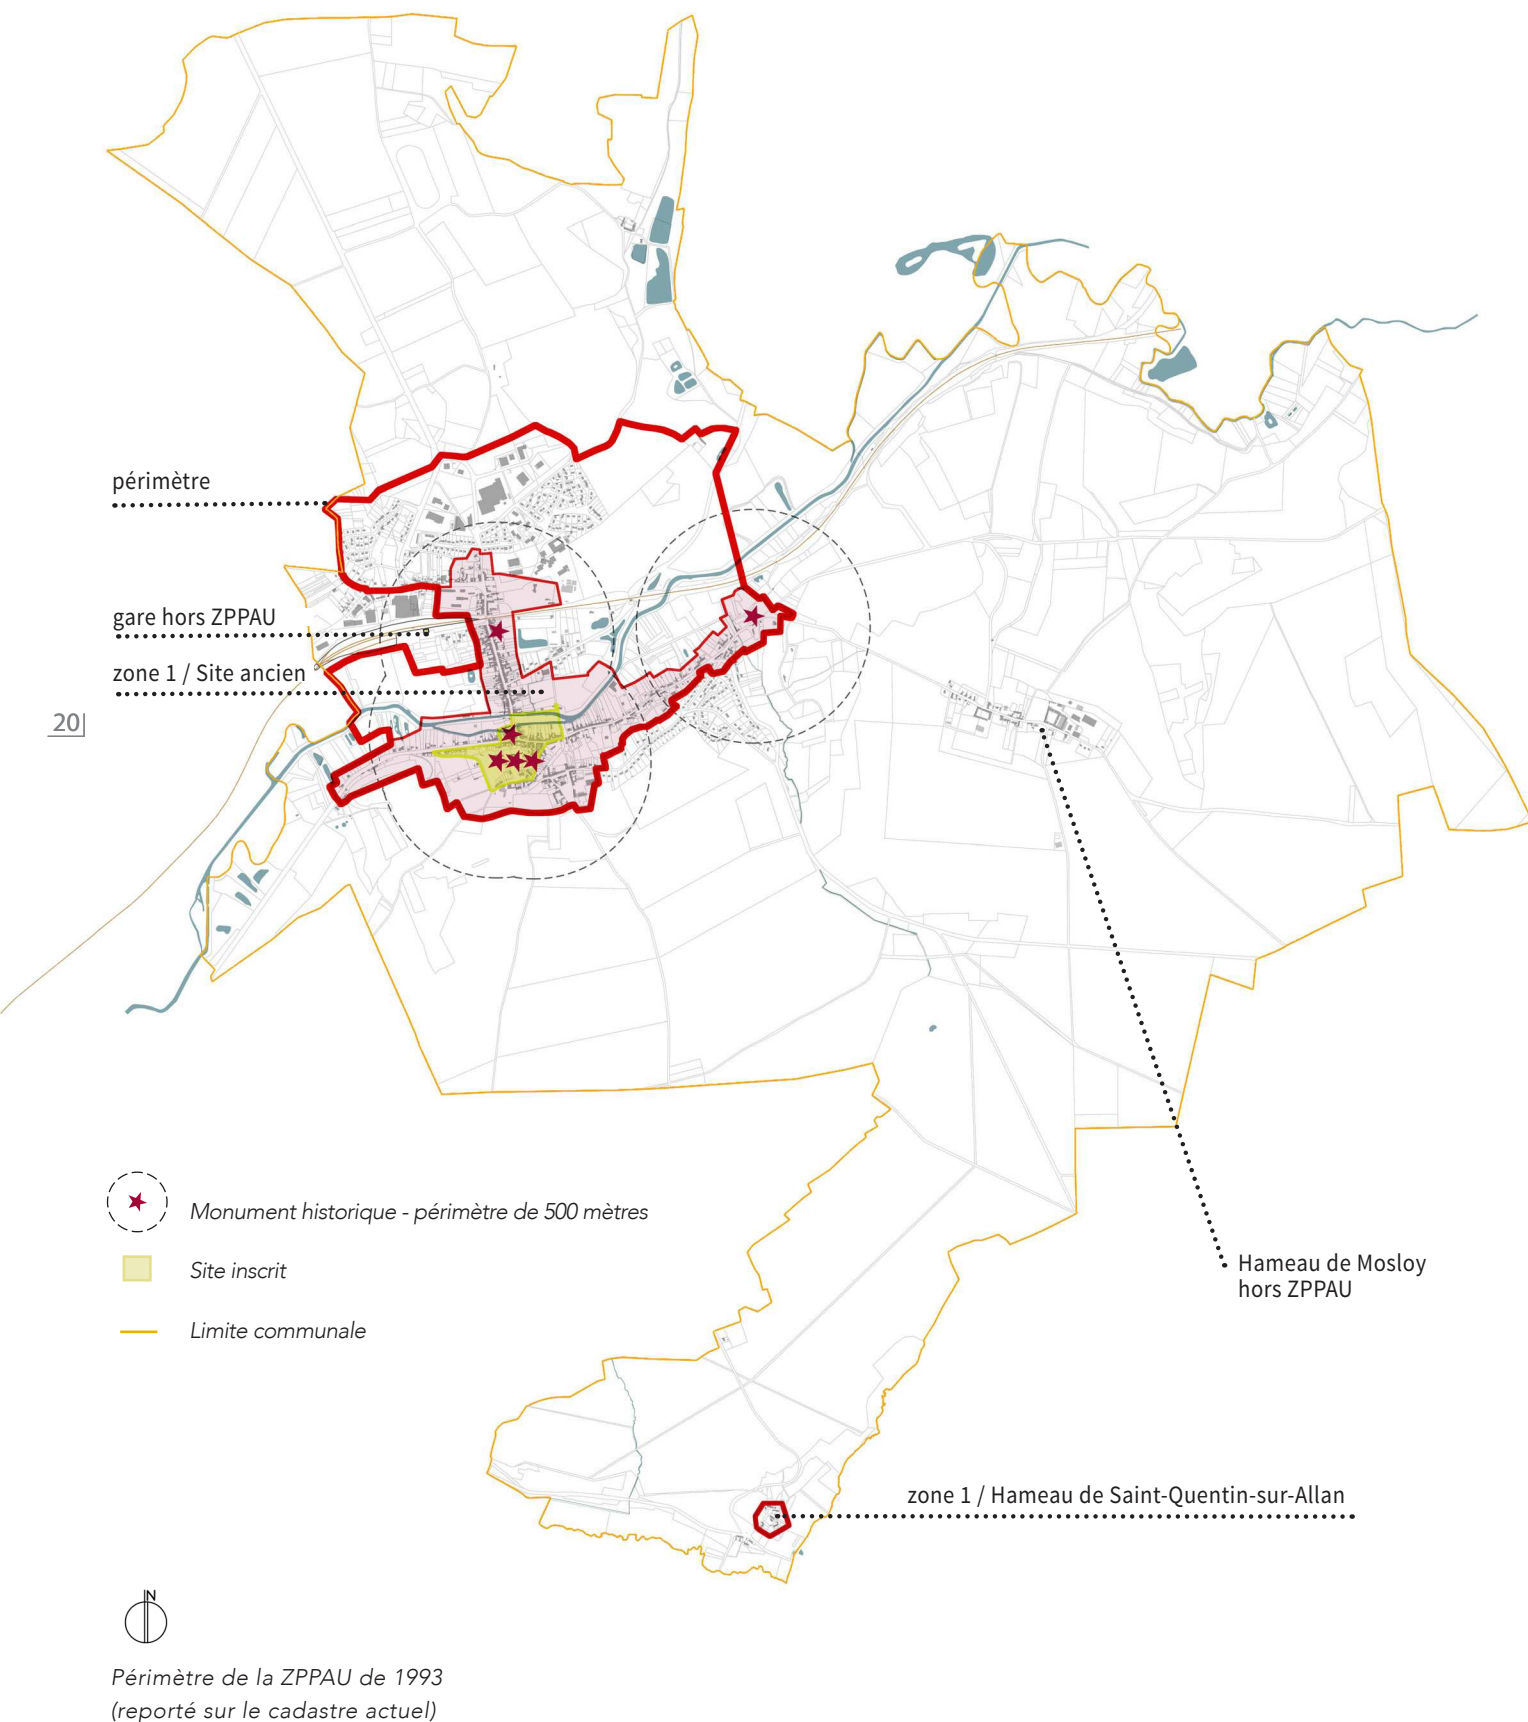 périmètre
gare hors ZPPAU
zone 1 / Site ancien
20
Monument historique - périmètre de 500 mètres
Site inscrit
Limite communale
Hameau de Mosloy
hors ZPPAU
zone 1 / Hameau de Saint-Quentin-sur-Allan
N
Périmètre de la ZPPAU de 1993
(reporté sur le cadastre actuel)